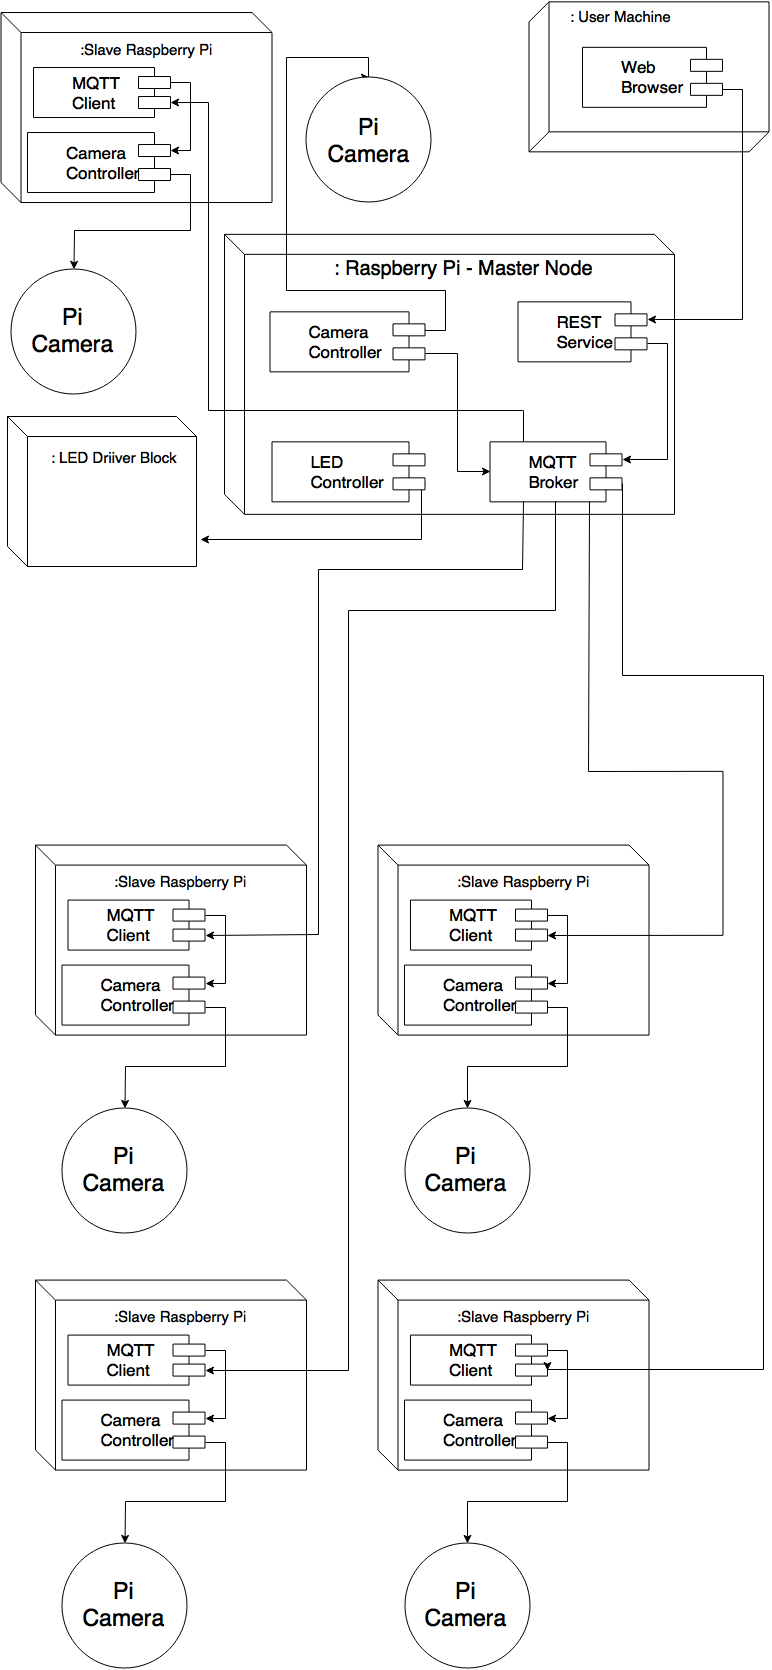 : User Machine
Web
Browser
:Slave Raspberry Pi
MQTT
Client
Camera
Controller
Pi
Camera
Pi
Camera
: Raspberry Pi - Master Node
Camera
Controller
REST
Service
LED
Controller
MQTT
Broker
: LED Driiver Block
:Slave Raspberry Pi
MQTT
Client
Camera
Controller
Pi
Camera
:Slave Raspberry Pi
MQTT
Client
Camera
Controller
Pi
Camera
:Slave Raspberry Pi
MQTT
Client
Camera
Controller
Pi
Camera
:Slave Raspberry Pi
MQTT
Client
Camera
Controller
Pi
Camera